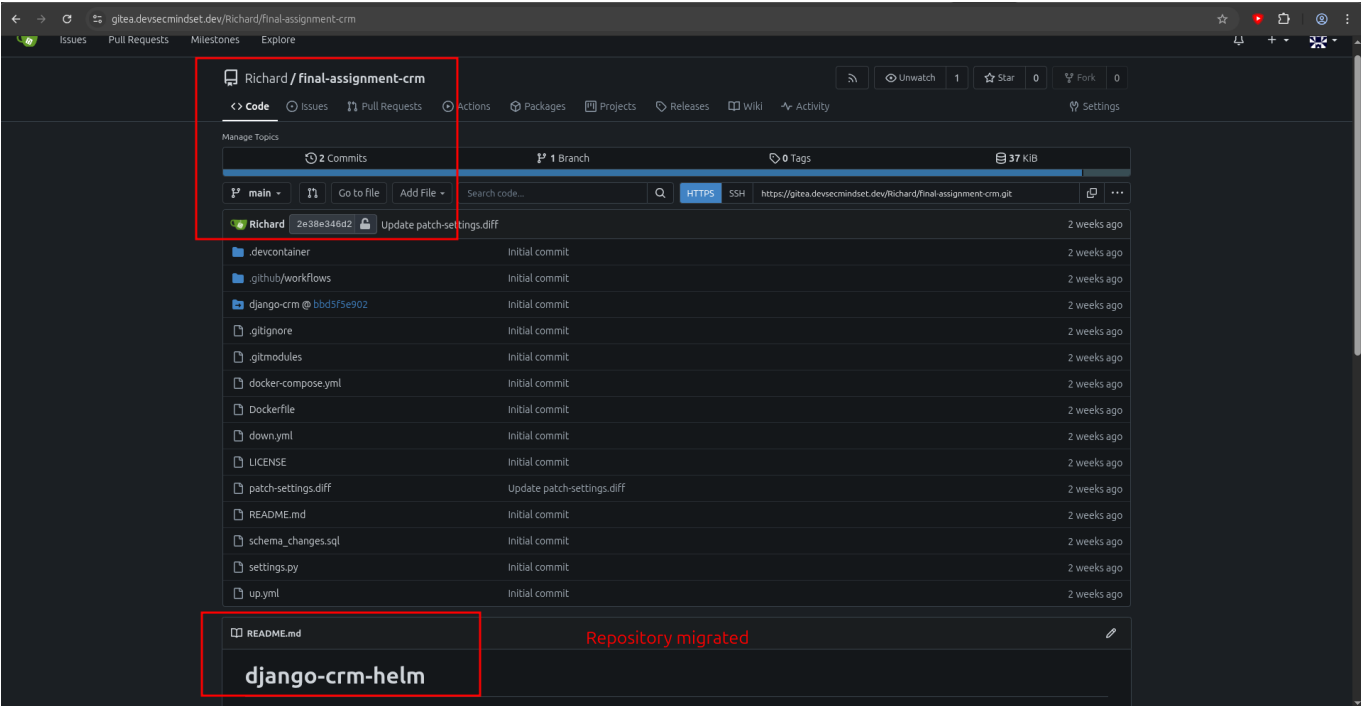 gitea.devsecmindset.dev/Richard/final-assignment-crm
Issues Pull Requests Milestones Explore
Richard / final-assignment-crm
Unwatch 1 Star 0 Fork 0
Code Issues Pull Requests Actions Packages Projects Releases Wiki Activity Settings
Manage Topics
2 Commits 1 Branch 0 Tags 37 KiB
main Go to file Add File Search code... HTTPS SSH https://gitea.devsecmindset.dev/Richard/final-assignment-crm.git
Richard 2e38e346d2 Update patch-settings.diff 2 weeks ago
.devcontainer Initial commit 2 weeks ago
.github/workflows Initial commit 2 weeks ago
django-crm @ bbd5f5e902 Initial commit 2 weeks ago
.gitignore Initial commit 2 weeks ago
.gitmodules Initial commit 2 weeks ago
docker-compose.yml Initial commit 2 weeks ago
Dockerfile Initial commit 2 weeks ago
down.yml Initial commit 2 weeks ago
LICENSE Initial commit 2 weeks ago
patch-settings.diff Update patch-settings.diff 2 weeks ago
README.md Initial commit 2 weeks ago
schema_changes.sql Initial commit 2 weeks ago
settings.py Initial commit 2 weeks ago
up.yml Initial commit 2 weeks ago
README.md Repository migrated
django-crm-helm